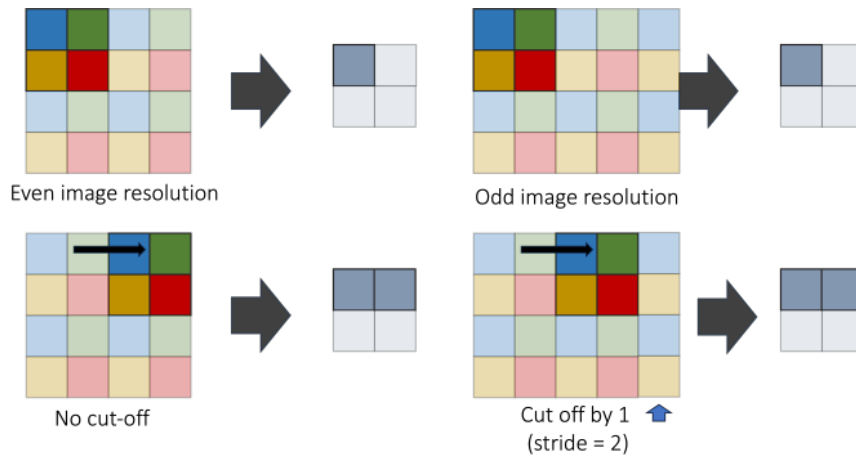 Even image resolution
Odd image resolution
No cut-off
Cut off by 1
(stride = 2)